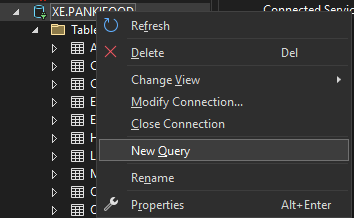 XE.PANKIFOOD
Connected Servic
Table
Refresh
Delete Del
Change View
Modify Connection...
Close Connection
New Query
Rename
Properties Alt+Enter
A
C
C
E
E
H
L
M
C